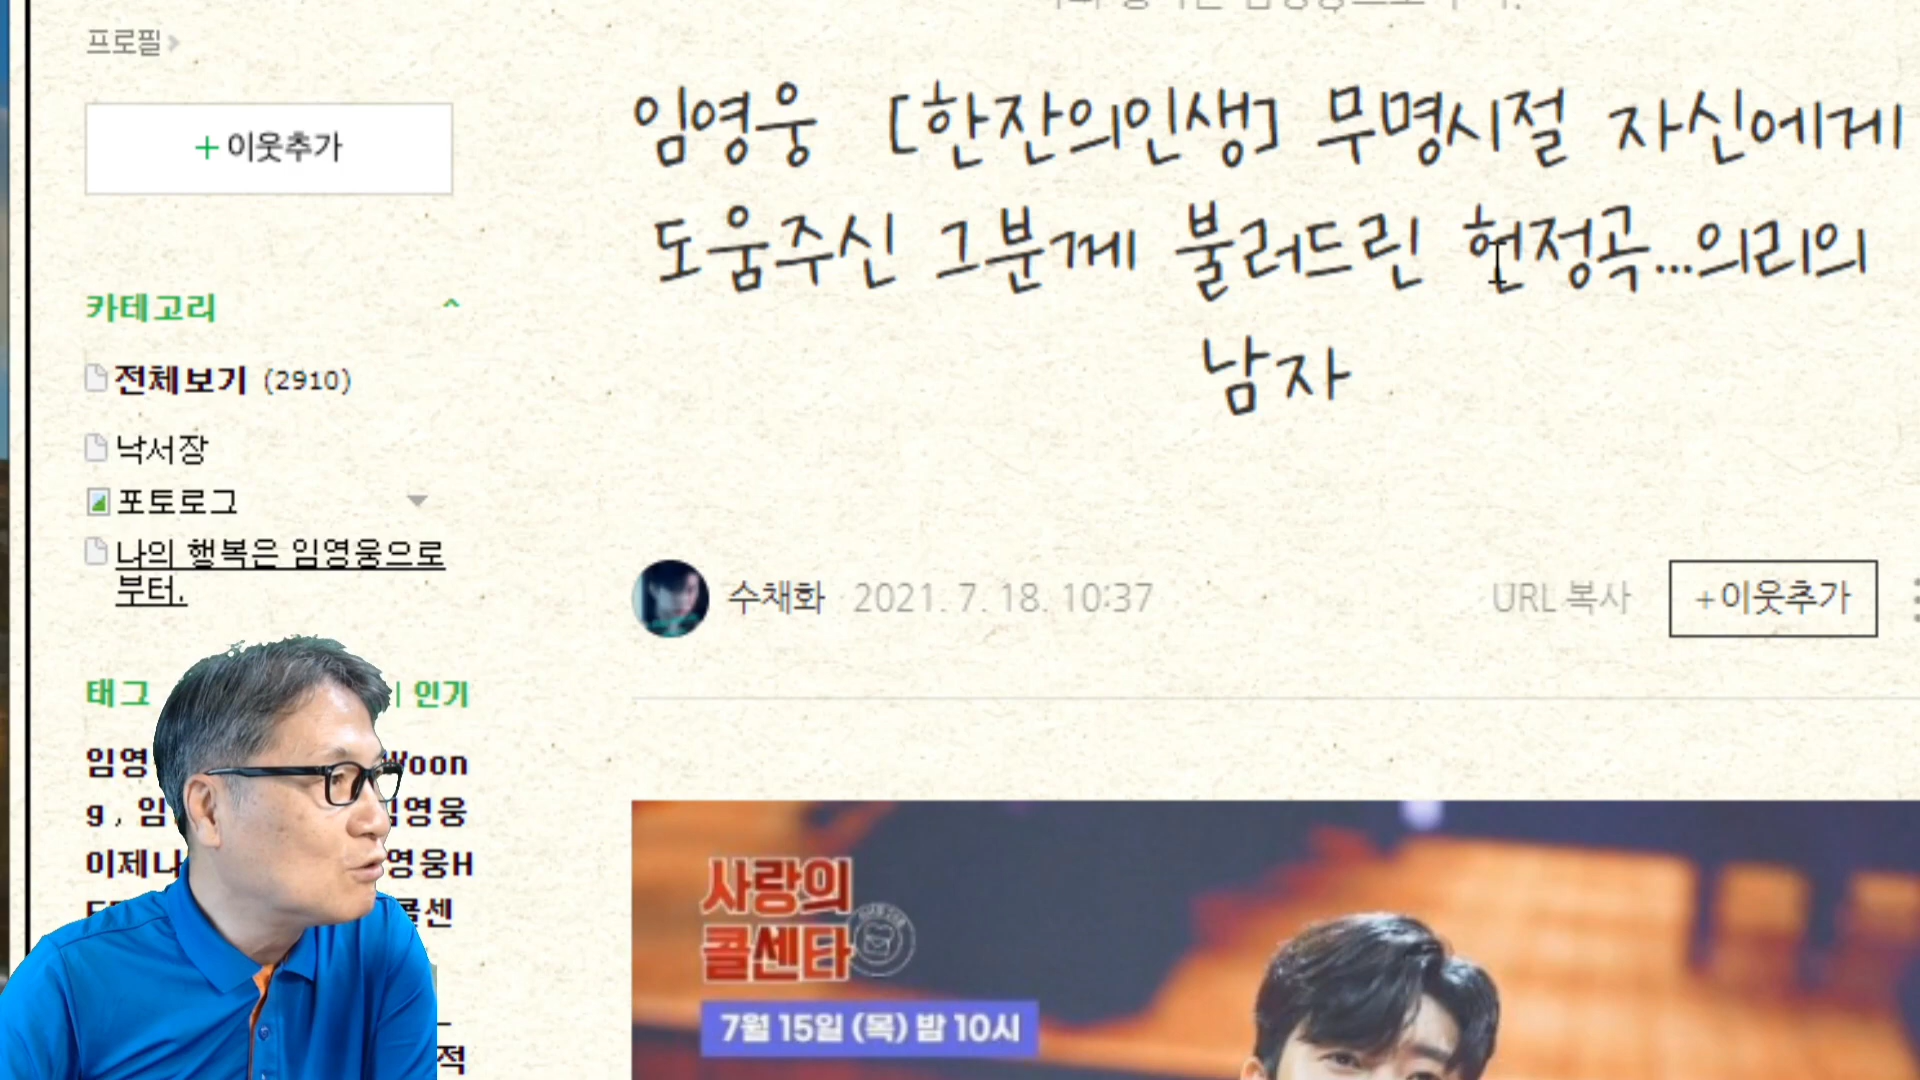 프로필
+ 이웃추가
카테고리
전체보기 (2910)
낙서장
포토로그
나의 행복은 임영웅으로
부터.
태그 인기
임영 Woon
g, 임 영웅
이제나 영웅H
콜센
적
임영웅 [한잔의인생] 무명시절 자신에게
도움주신 그분께 불러드린 헌정곡...의리의
남자
수채화 2021. 7. 18. 10:37 URL 복사 +이웃추가
사랑의
콜센타
7월 15일 (목) 밤 10시